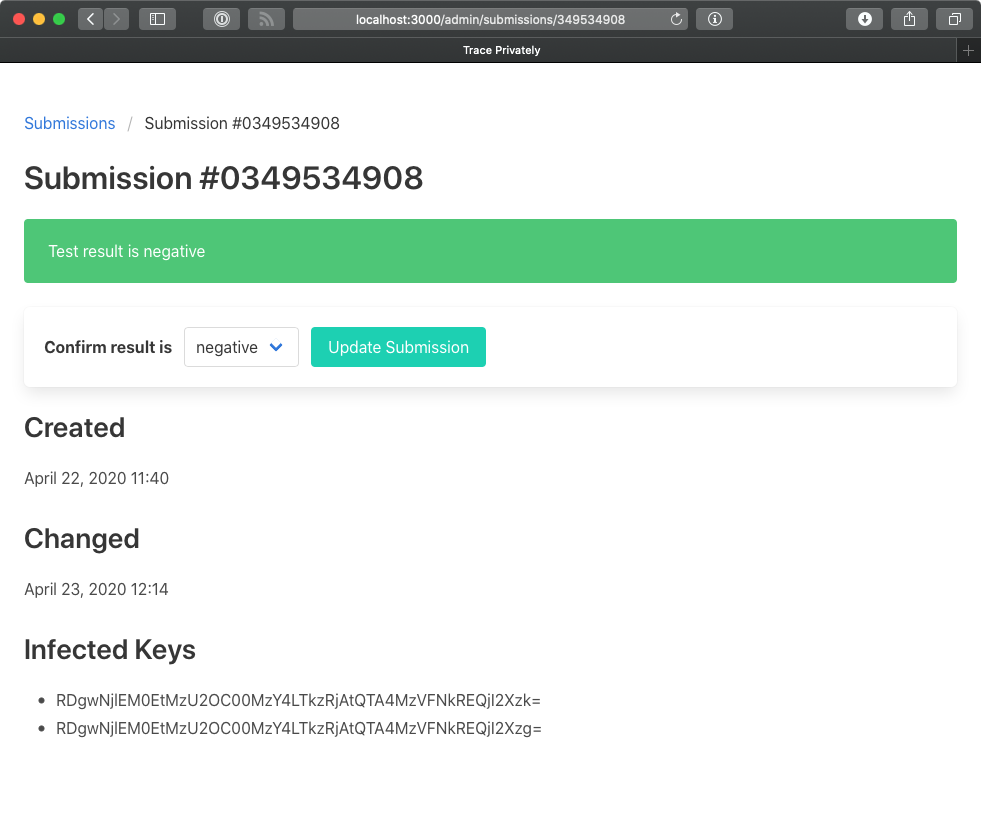 localhost:3000/admin/submissions/349534908
Trace Privately
Submissions / Submission #0349534908
Submission #0349534908
Test result is negative
Confirm result is negative Update Submission
Created
April 22, 2020 11:40
Changed
April 23, 2020 12:14
Infected Keys
• RDgwNjlEM0EtMzU2OC00MzY4LTkzRjAtQTA4MzVFNkREQjI2Xzk=
• RDgwNjlEM0EtMzU2OC00MzY4LTkzRjAtQTA4MzVFNkREQjI2Xzg=